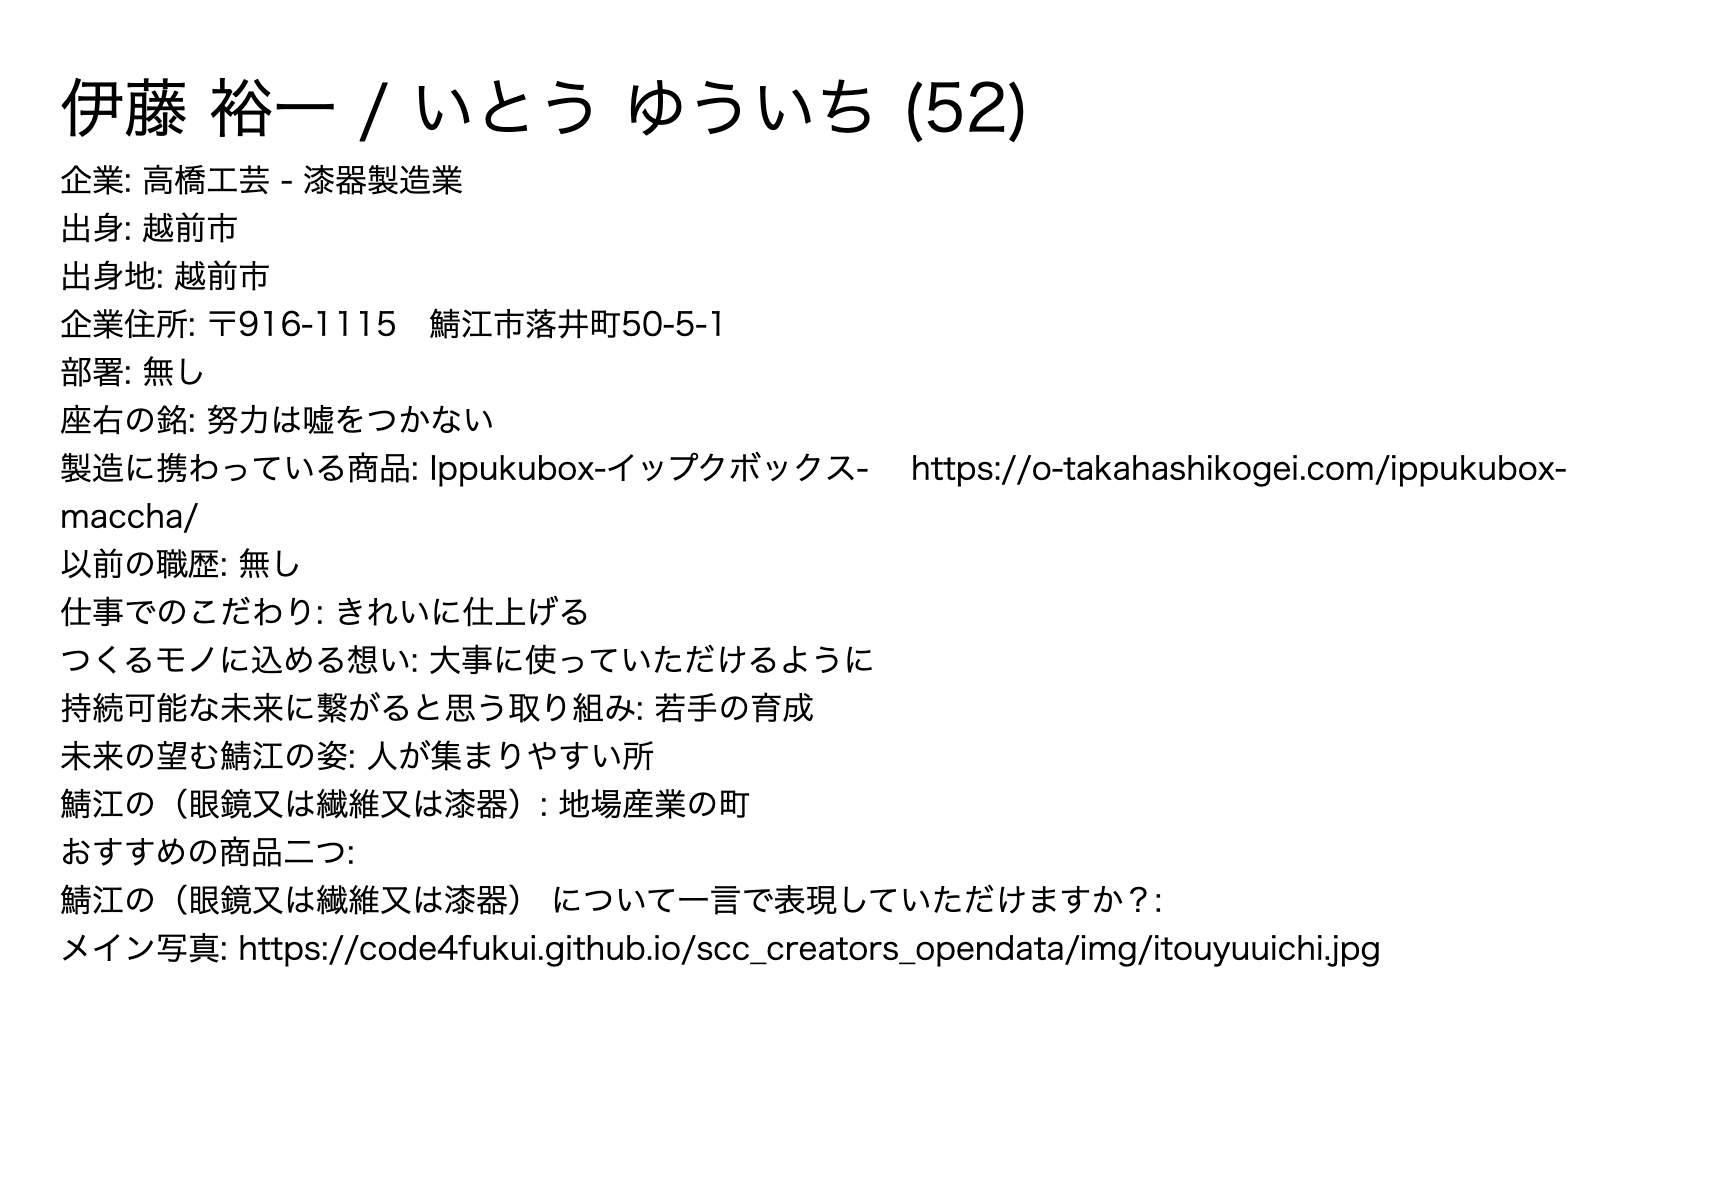 伊藤 裕一 / いとう ゆういち (52)
企業: 高橋工芸 - 漆器製造業
出身: 越前市
出身地: 越前市
企業住所: 〒916-1115　鯖江市落井町50-5-1
部署: 無し
座右の銘: 努力は嘘をつかない
製造に携わっている商品: Ippukubox-イップクボックス-　 https://o-takahashikogei.com/ippukubox-
maccha/
以前の職歴: 無し
仕事でのこだわり: きれいに仕上げる
つくるモノに込める想い: 大事に使っていただけるように
持続可能な未来に繋がると思う取り組み: 若手の育成
未来の望む鯖江の姿: 人が集まりやすい所
鯖江の（眼鏡又は繊維又は漆器）: 地場産業の町
おすすめの商品二つ:
鯖江の（眼鏡又は繊維又は漆器） について一言で表現していただけますか？:
メイン写真: https://code4fukui.github.io/scc_creators_opendata/img/itouyuuichi.jpg